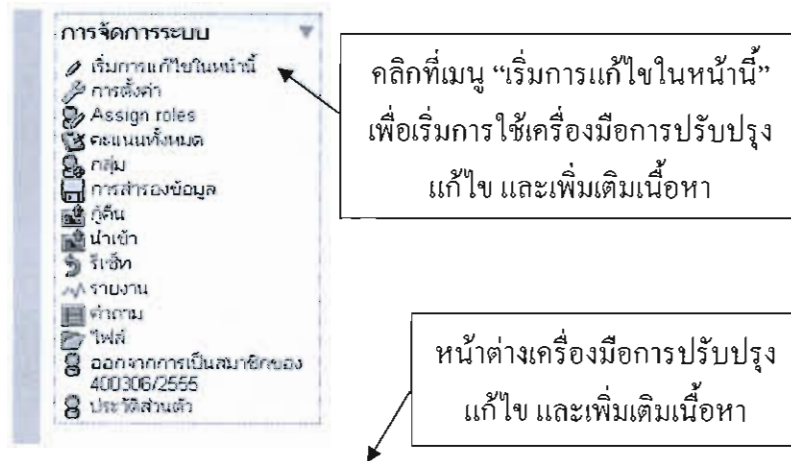 การจัดการระบบ
เริ่มการแก้ไขในหน้านี้
การตั้งค่า
Assign roles
คะแนนทั้งหมด
กลุ่ม
การสำรองข้อมูล
กู้คืน
นำเข้า
รีเซ็ท
รายงาน
คำถาม
ไฟล์
ออกจากการเป็นสมาชิกของ
400306/2555
ประวัติส่วนตัว
คลิกที่เมนู “เริ่มการแก้ไขในหน้านี้”
เพื่อเริ่มการใช้เครื่องมือการปรับปรุง
แก้ไข และเพิ่มเติมเนื้อหา
หน้าต่างเครื่องมือการปรับปรุง
แก้ไข และเพิ่มเติมเนื้อหา